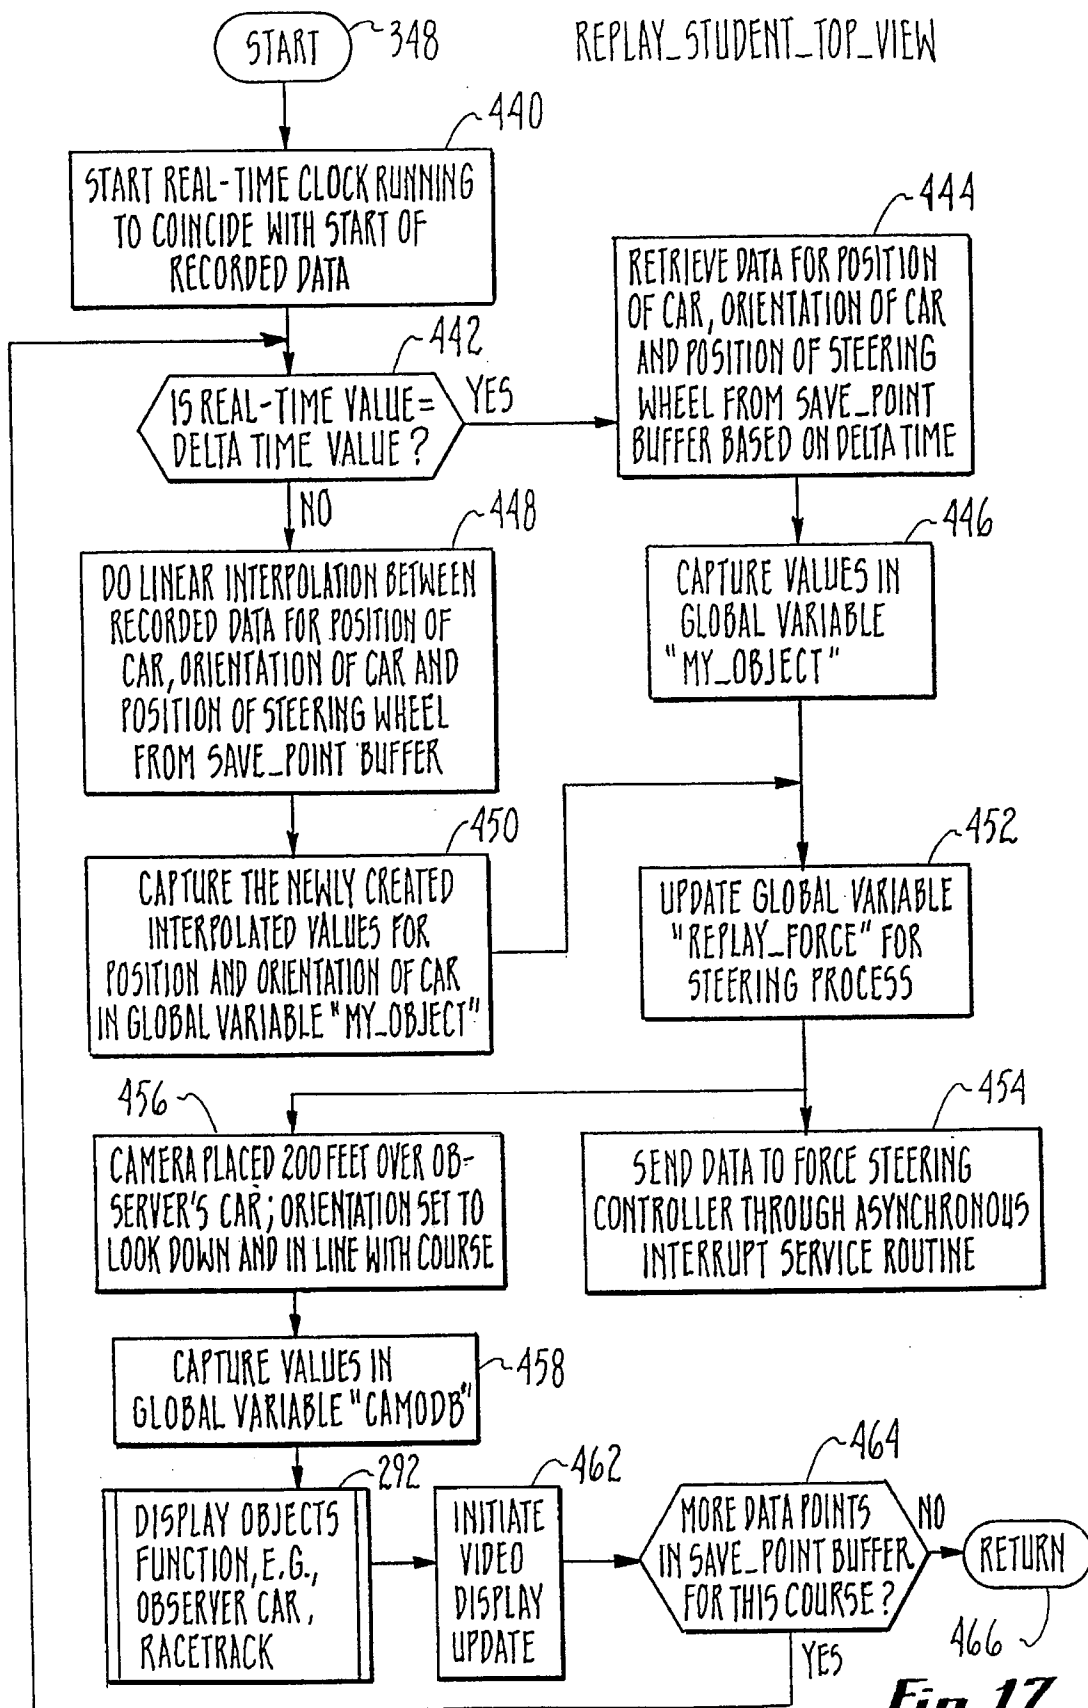 START
348
REPLAY_STUDENT_TOP_VIEW
440
START REAL-TIME CLOCK RUNNING
TO COINCIDE WITH START OF
RECORDED DATA
442
IS REAL-TIME VALUE =
DELTA TIME VALUE ?
YES
NO
444
RETRIEVE DATA FOR POSITION
OF CAR, ORIENTATION OF CAR
AND POSITION OF STEERING
WHEEL FROM SAVE_POINT
BUFFER BASED ON DELTA TIME
446
CAPTURE VALUES IN
GLOBAL VARIABLE
"MY_OBJECT"
448
DO LINEAR INTERPOLATION BETWEEN
RECORDED DATA FOR POSITION OF
CAR, ORIENTATION OF CAR AND
POSITION OF STEERING WHEEL
FROM SAVE_POINT BUFFER
450
CAPTURE THE NEWLY CREATED
INTERPOLATED VALUES FOR
POSITION AND ORIENTATION OF CAR
IN GLOBAL VARIABLE "MY_OBJECT"
452
UPDATE GLOBAL VARIABLE
"REPLAY_FORCE" FOR
STEERING PROCESS
454
SEND DATA TO FORCE STEERING
CONTROLLER THROUGH ASYNCHRONOUS
INTERRUPT SERVICE ROUTINE
456
CAMERA PLACED 200 FEET OVER OB-
SERVER'S CAR; ORIENTATION SET TO
LOOK DOWN AND IN LINE WITH COURSE
458
CAPTURE VALUES IN
GLOBAL VARIABLE "CAMODB"
292
DISPLAY OBJECTS
FUNCTION, E.G.,
OBSERVER CAR,
RACETRACK
462
INITIATE
VIDEO
DISPLAY
UPDATE
464
MORE DATA POINTS
IN SAVE_POINT BUFFER
FOR THIS COURSE ?
NO
YES
RETURN
466
Fig. 17